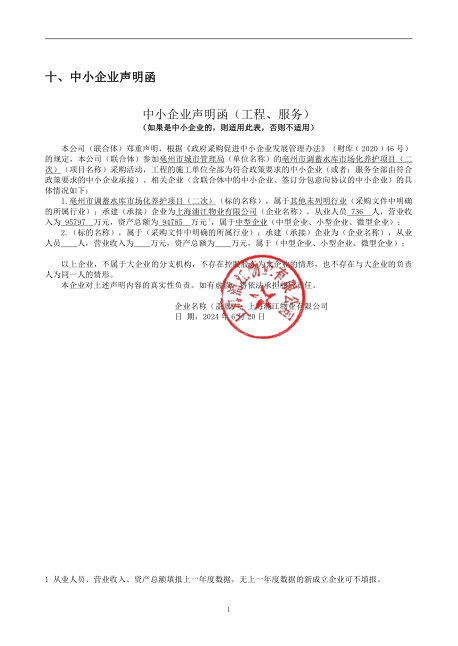 十、中小企业声明函
中小企业声明函（工程、服务）
（如果是中小企业的，则适用此表，否则不适用）
本公司（联合体）郑重声明，根据《政府采购促进中小企业发展管理办法》（财库﹝2020﹞46号）
的规定，本公司（联合体）参加亳州市城市管理局（单位名称）的亳州市调蓄水库市场化养护项目（二
次）（项目名称）采购活动，工程的施工单位全部为符合政策要求的中小企业（或者：服务全部由符合
政策要求的中小企业承接）。相关企业（含联合体中的中小企业、签订分包意向协议的中小企业）的具
体情况如下：
1.亳州市调蓄水库市场化养护项目（二次）（标的名称），属于其他未列明行业（采购文件中明确
的所属行业）；承建（承接）企业为上海浦江物业有限公司（企业名称），从业人员 736 人，营业收
入为 95797 万元，资产总额为 94785 万元¹，属于中型企业（中型企业、小型企业、微型企业）；
2.（标的名称），属于（采购文件中明确的所属行业）；承建（承接）企业为（企业名称），从业
人员____人，营业收入为____万元，资产总额为____万元，属于（中型企业、小型企业、微型企业）；
以上企业，不属于大企业的分支机构，不存在控股股东为大企业的情形，也不存在与大企业的负责
人为同一人的情形。
本企业对上述声明内容的真实性负责。如有虚假，将依法承担相应责任。
企业名称（盖章）：上海浦江物业有限公司
日 期：2024年6月20日
1 从业人员、营业收入、资产总额填报上一年度数据，无上一年度数据的新成立企业可不填报。
1